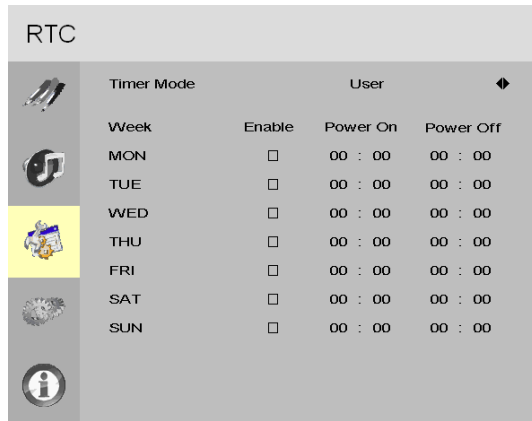 RTC
Timer Mode User
Week Enable Power On Power Off
MON 00 : 00 00 : 00
TUE 00 : 00 00 : 00
WED 00 : 00 00 : 00
THU 00 : 00 00 : 00
FRI 00 : 00 00 : 00
SAT 00 : 00 00 : 00
SUN 00 : 00 00 : 00